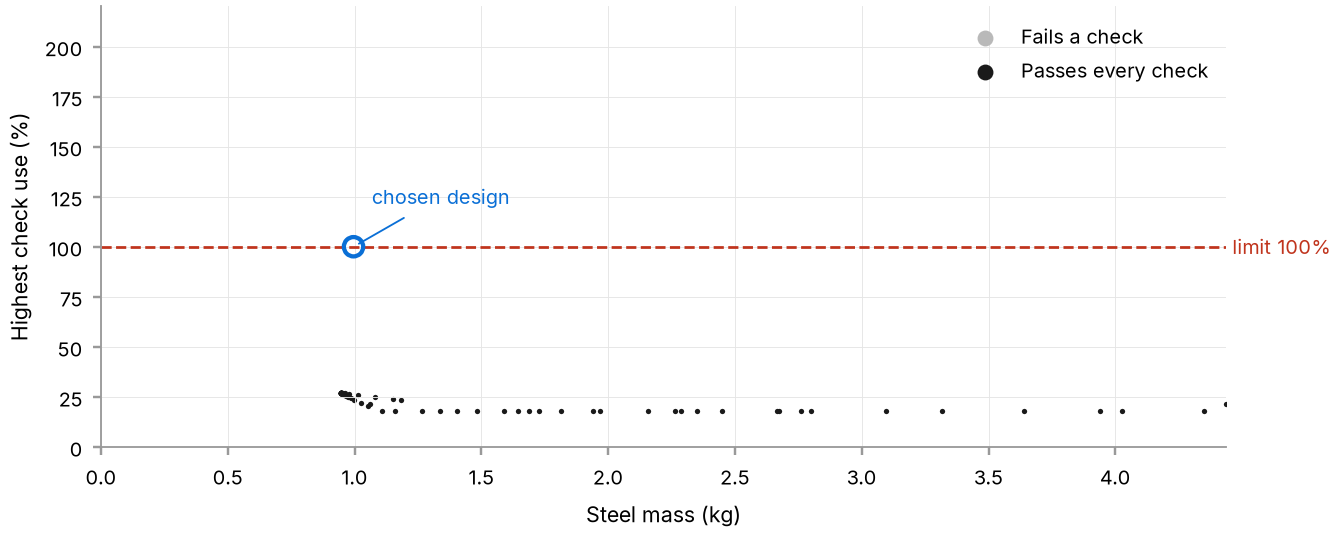 Highest check use (%)
200
175
150
125
100
75
50
25
0
Fails a check
Passes every check
chosen design
limit 100%
0.0 0.5 1.0 1.5 2.0 2.5 3.0 3.5 4.0
Steel mass (kg)